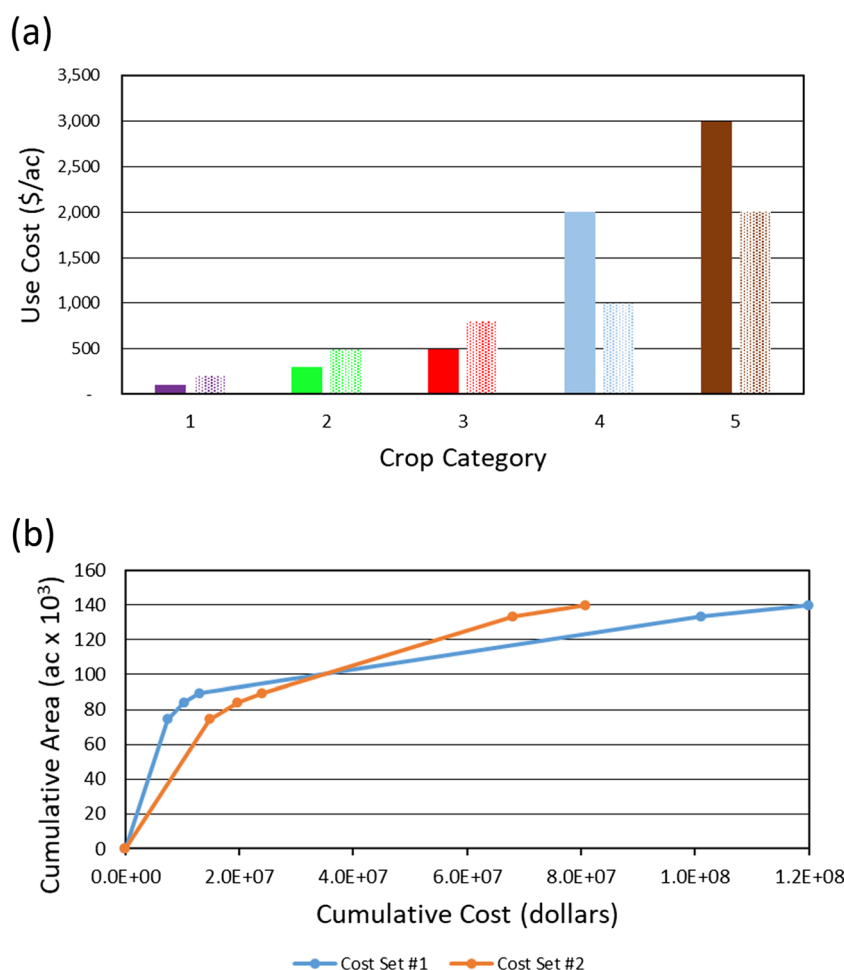 (a)
Use Cost ($/ac)
3,500
3,000
2,500
2,000
1,500
1,000
500
-
1 2 3 4 5
Crop Category
(b)
Cumulative Area (ac x 10³)
160
140
120
100
80
60
40
20
0
0.0E+00 2.0E+07 4.0E+07 6.0E+07 8.0E+07 1.0E+08 1.2E+08
Cumulative Cost (dollars)
Cost Set #1 Cost Set #2